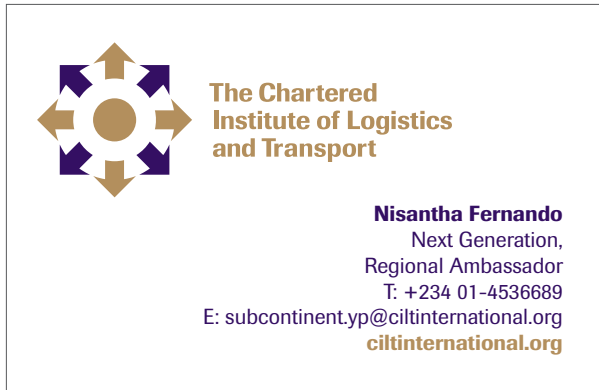 The Chartered
Institute of Logistics
and Transport
Nisantha Fernando
Next Generation,
Regional Ambassador
T: +234 01-4536689
E: subcontinent.yp@ciltinternational.org
ciltinternational.org